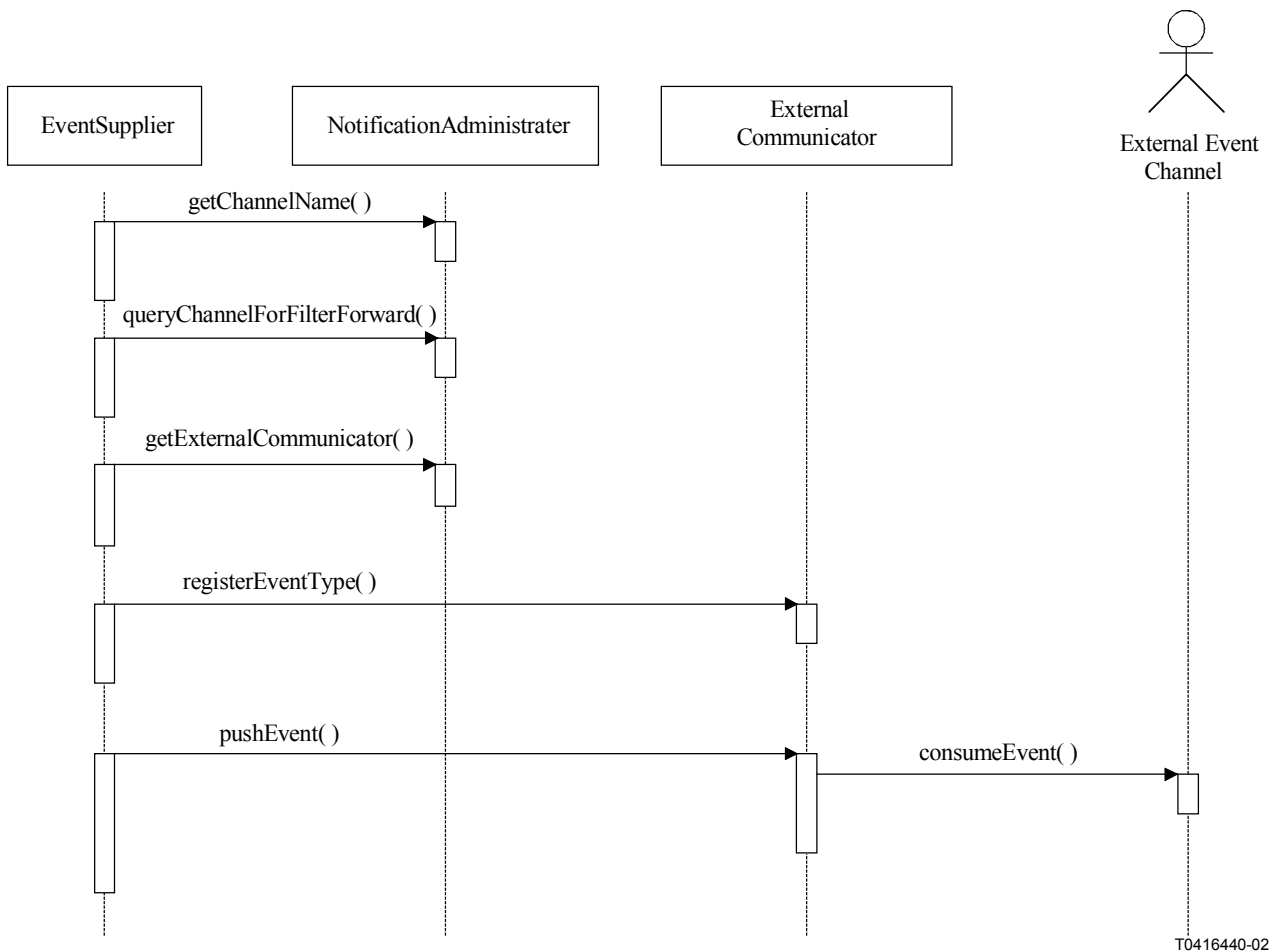 EventSupplier
NotificationAdministrater
External
Communicator
External Event
Channel
getChannelName( )
queryChannelForFilterForward( )
getExternalCommunicator( )
registerEventType( )
pushEvent( )
consumeEvent( )
T0416440-02